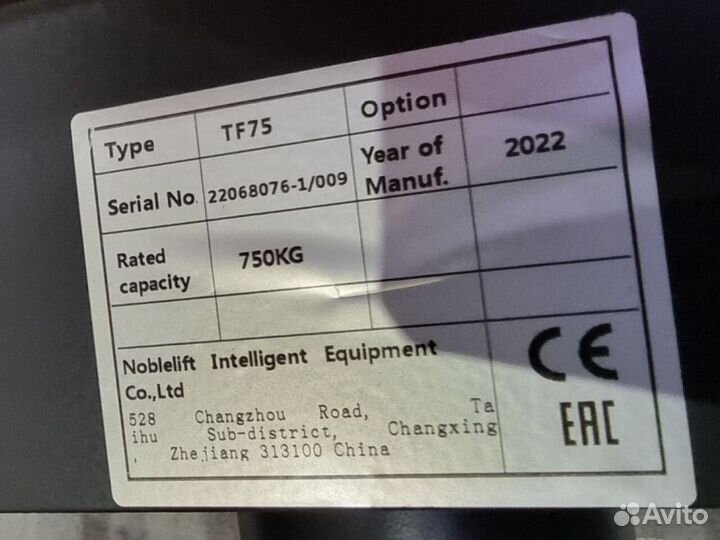 Type TF75 Option
Serial No. 22068076-1/009 Year of Manuf. 2022
Rated capacity 750KG
Noblelift Intelligent Equipment
Co.,Ltd
528 Changzhou Road, Ta
ihu Sub-district, Changxing
, Zhejiang 313100 China
CE
EAC
Avito